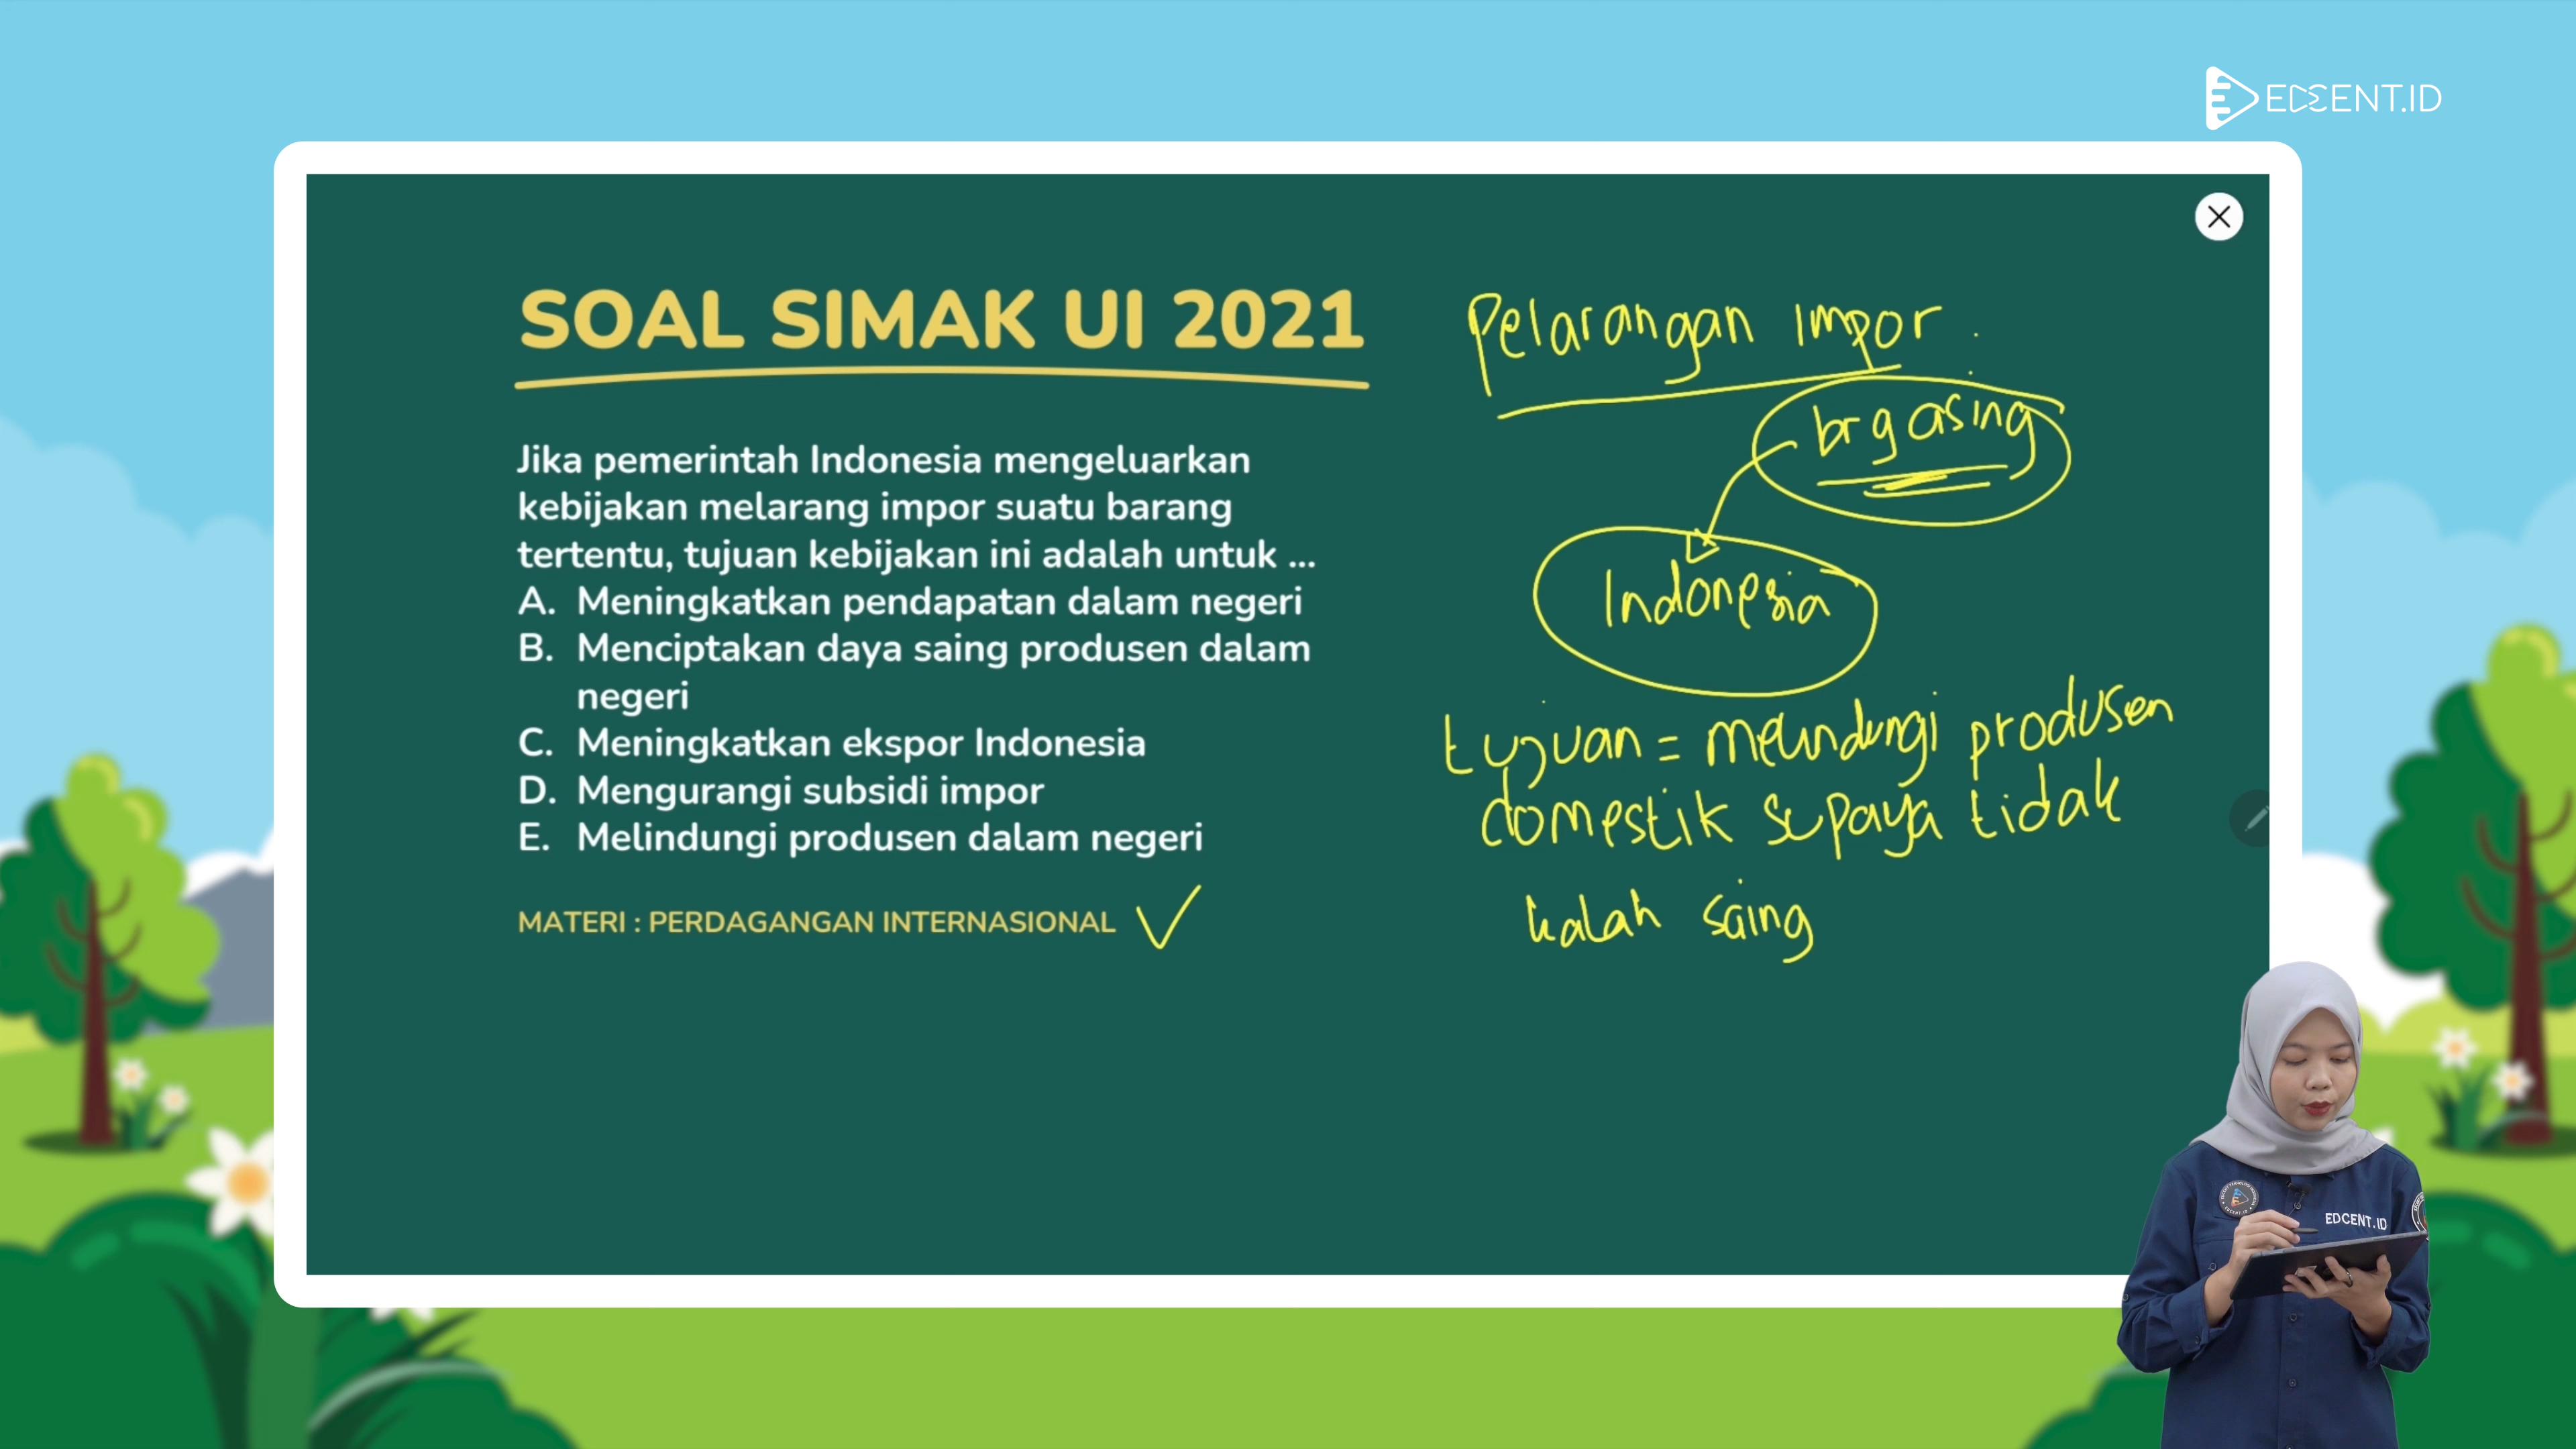 EDCENT.ID
SOAL SIMAK UI 2021
Jika pemerintah Indonesia mengeluarkan
kebijakan melarang impor suatu barang
tertentu, tujuan kebijakan ini adalah untuk ...
A. Meningkatkan pendapatan dalam negeri
B. Menciptakan daya saing produsen dalam
negeri
C. Meningkatkan ekspor Indonesia
D. Mengurangi subsidi impor
E. Melindungi produsen dalam negeri
MATERI : PERDAGANGAN INTERNASIONAL
Pelarangan impor.
brg asing
Indonesia
tujuan = melindungi produsen
domestik supaya tidak
kalah saing
EDCENT.ID